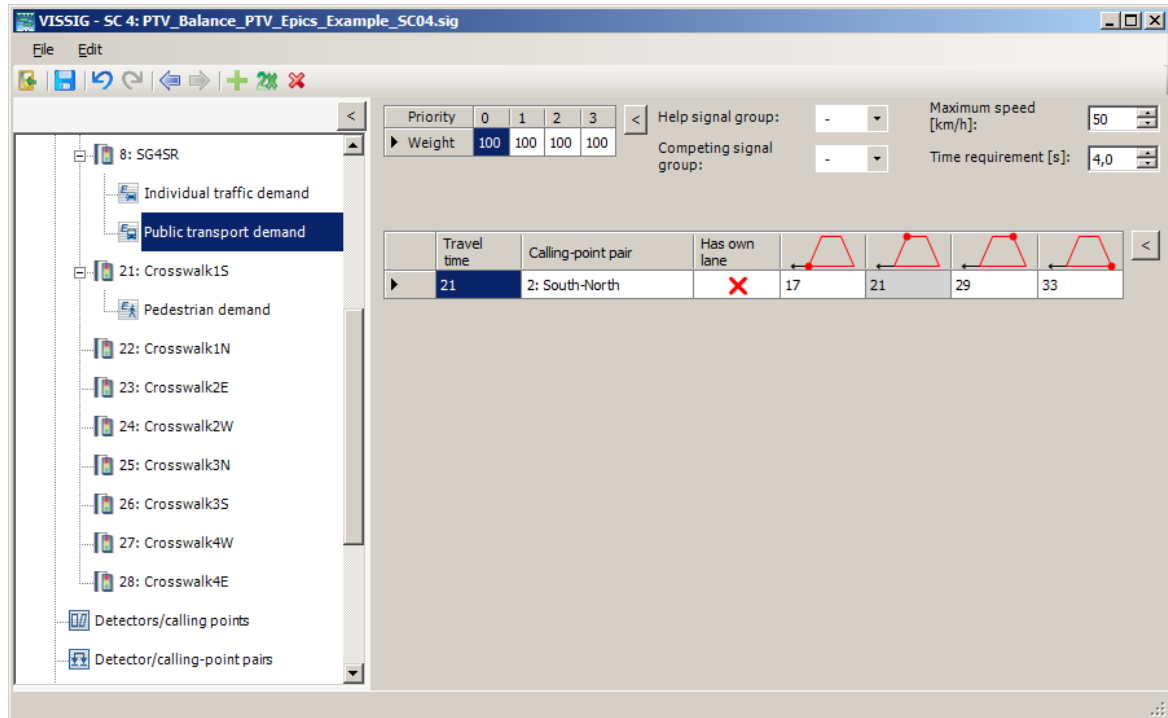 VISSIG - SC 4: PTV_Balance_PTV_Epics_Example_SC04.sig
File Edit
<
8: SG4SR
Individual traffic demand
Public transport demand
21: Crosswalk1S
Pedestrian demand
22: Crosswalk1N
23: Crosswalk2E
24: Crosswalk2W
25: Crosswalk3N
26: Crosswalk3S
27: Crosswalk4W
28: Crosswalk4E
Detectors/calling points
Detector/calling-point pairs
Priority 0 1 2 3 <
Weight 100 100 100 100
Help signal group: -
Competing signal
group: -
Maximum speed
[km/h]: 50
Time requirement [s]: 4,0
Travel
time Calling-point pair Has own
lane <
21 2: South-North 17 21 29 33